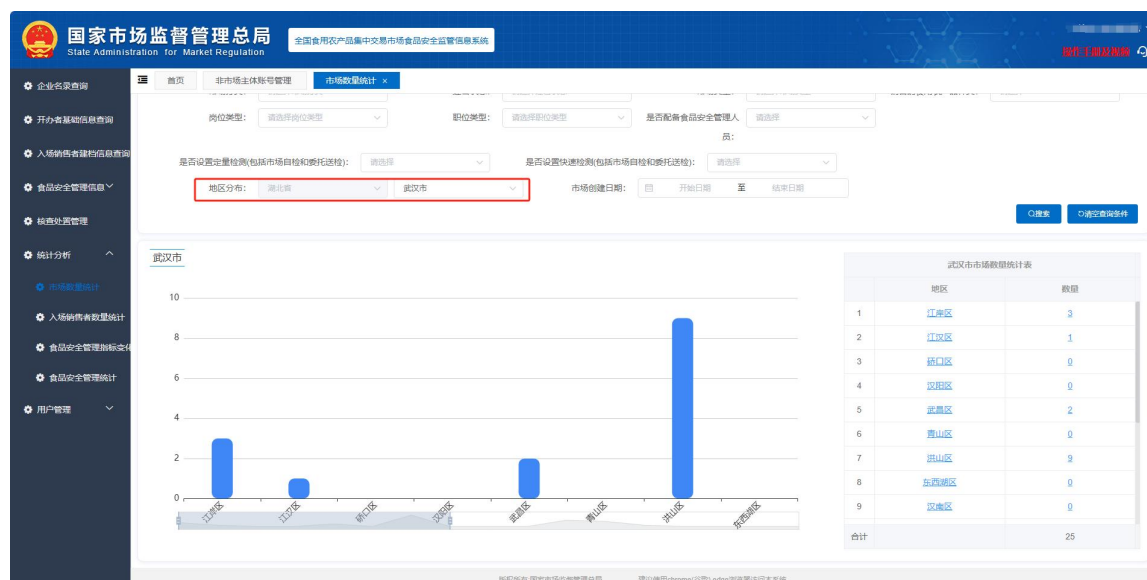 国家市场监督管理总局
State Administration for Market Regulation
全国食用农产品集中交易市场食品安全监管信息系统
操作手册及视频
首页 非市场主体账号管理 市场数量统计 ×
企业名录查询
开办者基础信息查询
入场销售者建档信息查询
食品安全管理信息
核查处置管理
统计分析
市场数量统计
入场销售者数量统计
食品安全管理指标变化
食品安全管理统计
用户管理
岗位类型: 请选择岗位类型 职位类型: 请选择职位类型 是否配备食品安全管理人员: 请选择
是否设置定量检测(包括市场自检和委托送检): 请选择 是否设置快速检测(包括市场自检和委托送检): 请选择
地区分布: 湖北省 武汉市 市场创建日期: 开始日期 至 结束日期
搜索 清空查询条件
武汉市
10
8
6
4
2
0
江岸区 江汉区 硚口区 汉阳区 武昌区 青山区 洪山区 东西湖区
武汉市市场数量统计表
地区 数量
1 江岸区 3
2 江汉区 1
3 硚口区 0
4 汉阳区 0
5 武昌区 2
6 青山区 0
7 洪山区 9
8 东西湖区 0
9 汉南区 0
合计 25